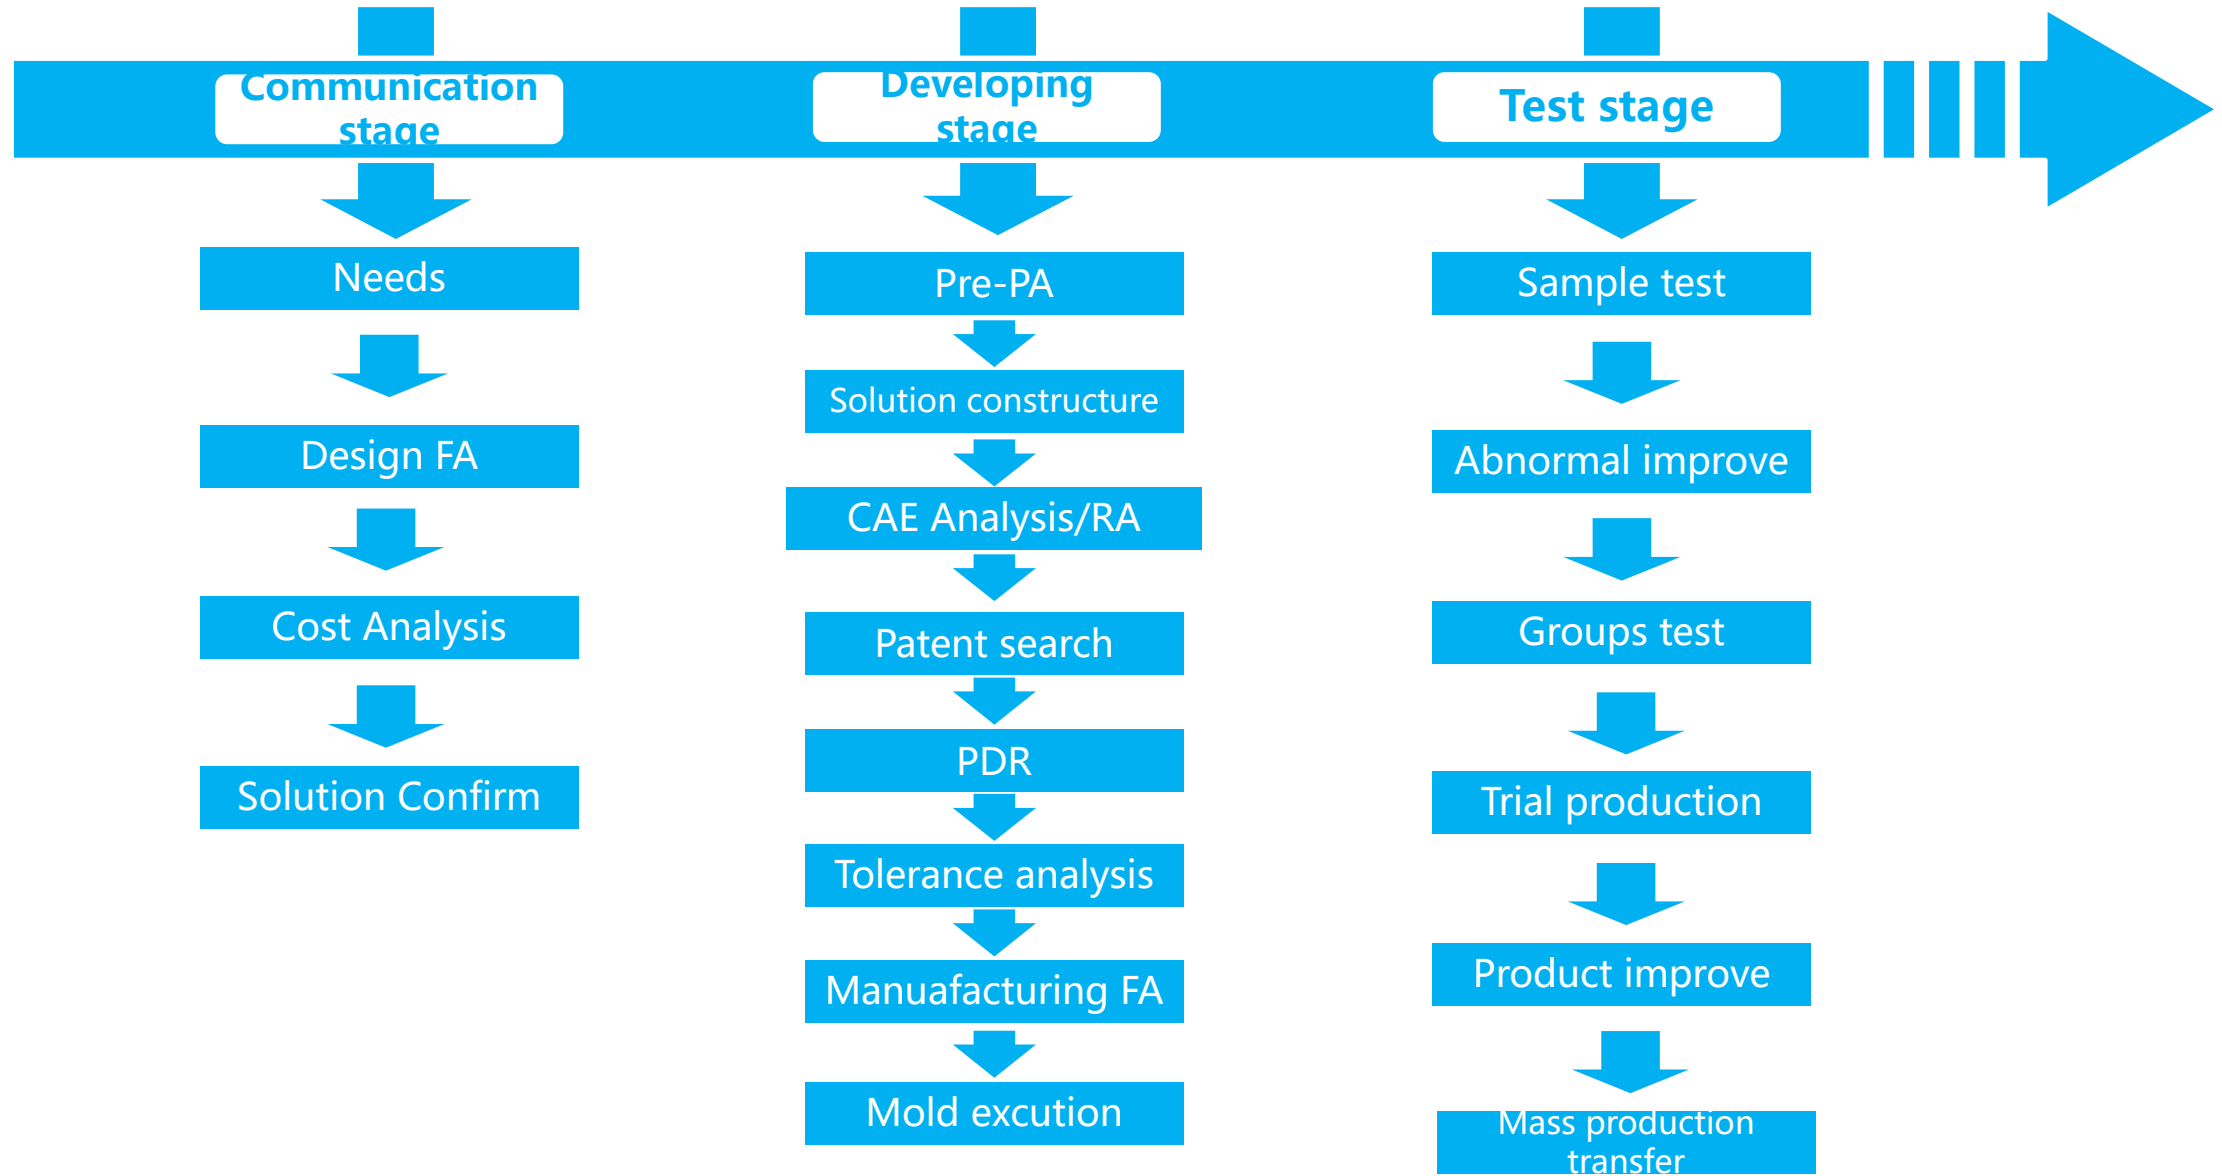 Communication
stage
Developing
stage
Test stage
Needs
Design FA
Cost Analysis
Solution Confirm
Pre-PA
Solution constructure
CAE Analysis/RA
Patent search
PDR
Tolerance analysis
Manuafacturing FA
Mold excution
Sample test
Abnormal improve
Groups test
Trial production
Product improve
Mass production
transfer